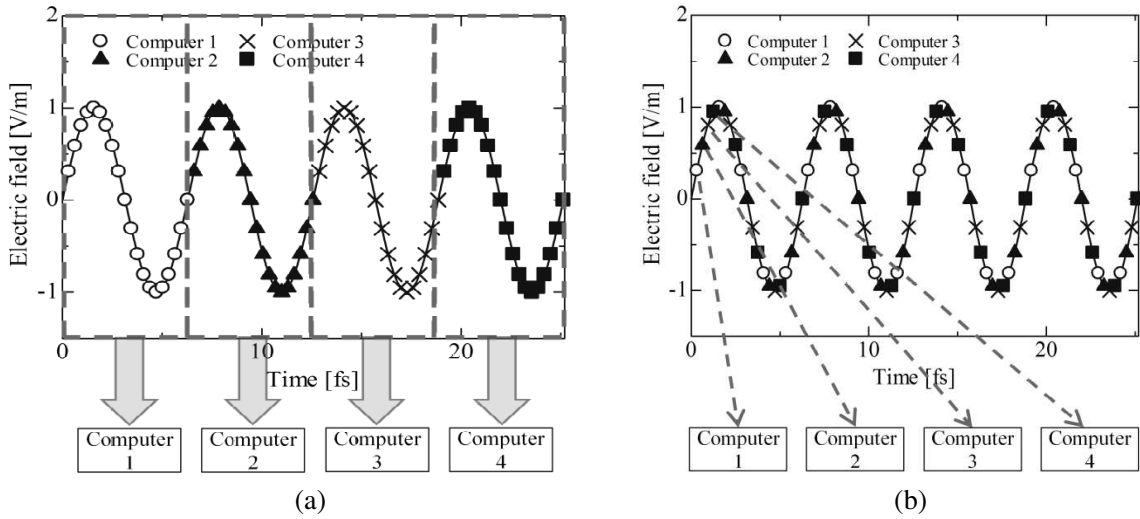 2
1
0
-1
Electric field [V/m]
Computer 1
Computer 2
Computer 3
Computer 4
0
10
20
Time [fs]
Computer
1
Computer
2
Computer
3
Computer
4
(a)
2
1
0
-1
Electric field [V/m]
Computer 1
Computer 2
Computer 3
Computer 4
0
10
20
Time [fs]
Computer
1
Computer
2
Computer
3
Computer
4
(b)